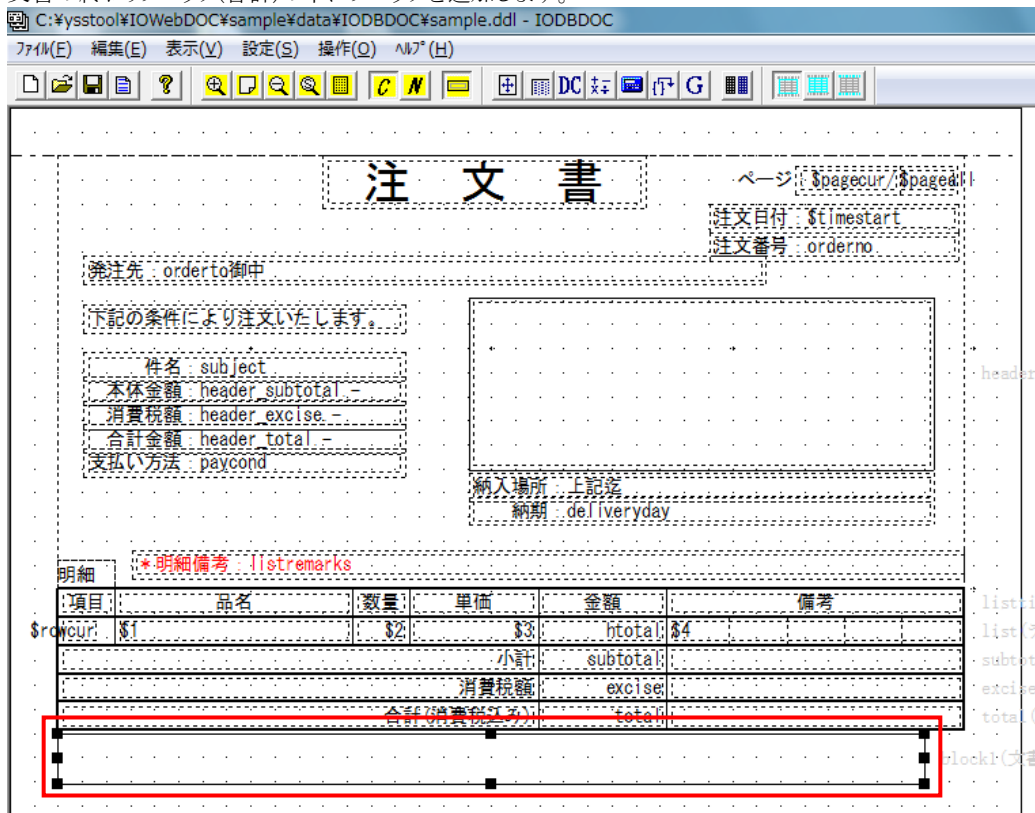 C:¥ysstool¥IOWebDOC¥sample¥data¥IODBDOC¥sample.ddl - IODBDOC
ﾌｧｲﾙ(F) 編集(E) 表示(V) 設定(S) 操作(O) ﾍﾙﾌﾟ(H)
C N DC G
注 文 書
ページ : $pagecur/$pageall
注文日付 : $timestart
注文番号 : orderno
発注先 : orderto御中
下記の条件により注文いたします。
件名 : subject
header
本体金額 : header_subtotal -
消費税額 : header_excise -
合計金額 : header_total -
支払い方法 : paycond
納入場所 : 上記迄
納期 : deliveryday
*明細備考 : listremarks
明細
項目 品名 数量 単価 金額 備考
$rowcur $1 $2 $3 htotal $4 list(
小計 subtotal subtot
消費税額 excise excise
合計(消費税込み) total total(
block1(文書